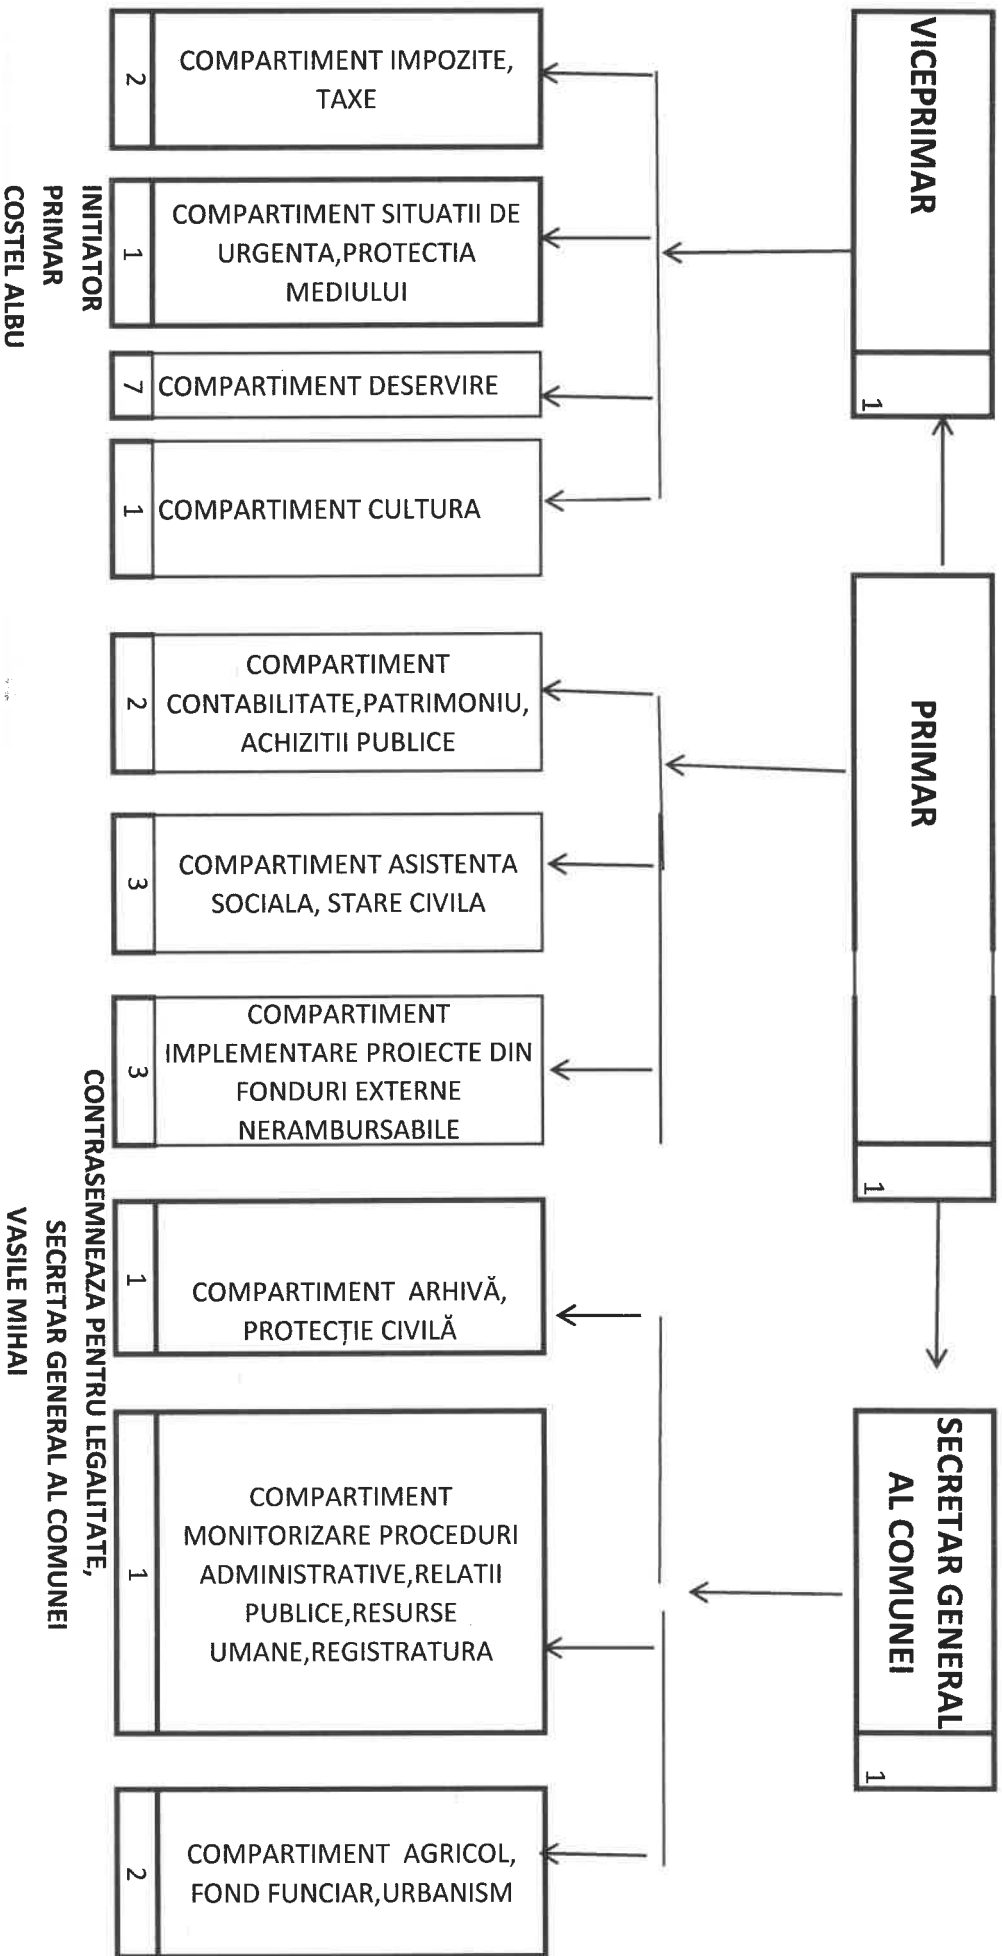 VICEPRIMAR
1
PRIMAR
1
SECRETAR GENERAL
AL COMUNEI
1
COMPARTIMENT IMPOZITE,
TAXE
2
COMPARTIMENT SITUATII DE
URGENTA,PROTECTIA
MEDIULUI
1
COMPARTIMENT DESERVIRE
7
COMPARTIMENT CULTURA
1
COMPARTIMENT
CONTABILITATE,PATRIMONIU,
ACHIZITII PUBLICE
2
COMPARTIMENT ASISTENTA
SOCIALA, STARE CIVILA
3
COMPARTIMENT
IMPLEMENTARE PROIECTE DIN
FONDURI EXTERNE
NERAMBURSABILE
3
COMPARTIMENT ARHIVĂ,
PROTECȚIE CIVILĂ
1
COMPARTIMENT
MONITORIZARE PROCEDURI
ADMINISTRATIVE,RELATII
PUBLICE,RESURSE
UMANE,REGISTRATURA
1
COMPARTIMENT AGRICOL,
FOND FUNCIAR,URBANISM
2
INITIATOR
PRIMAR
COSTEL ALBU
CONTRASEMNEAZA PENTRU LEGALITATE,
SECRETAR GENERAL AL COMUNEI
VASILE MIHAI